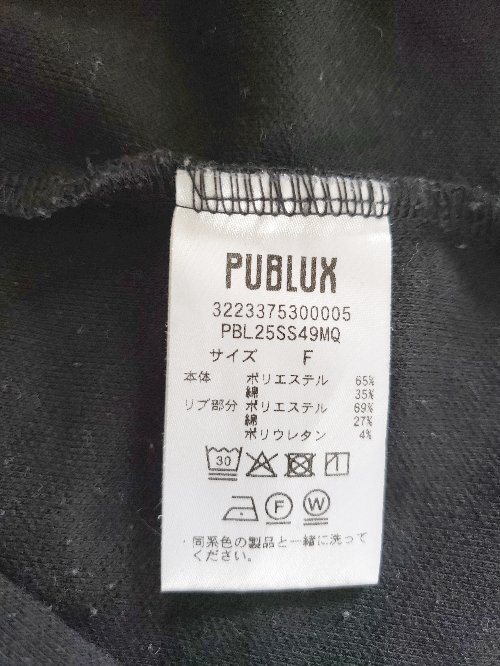 PUBLUX
3223375300005
PBL25SS49MQ
サイズ F
本体 ポリエステル 65%
綿 35%
リブ部分 ポリエステル 69%
綿 27%
ポリウレタン 4%
30
F W
・同系色の製品と一緒に洗って
ください。